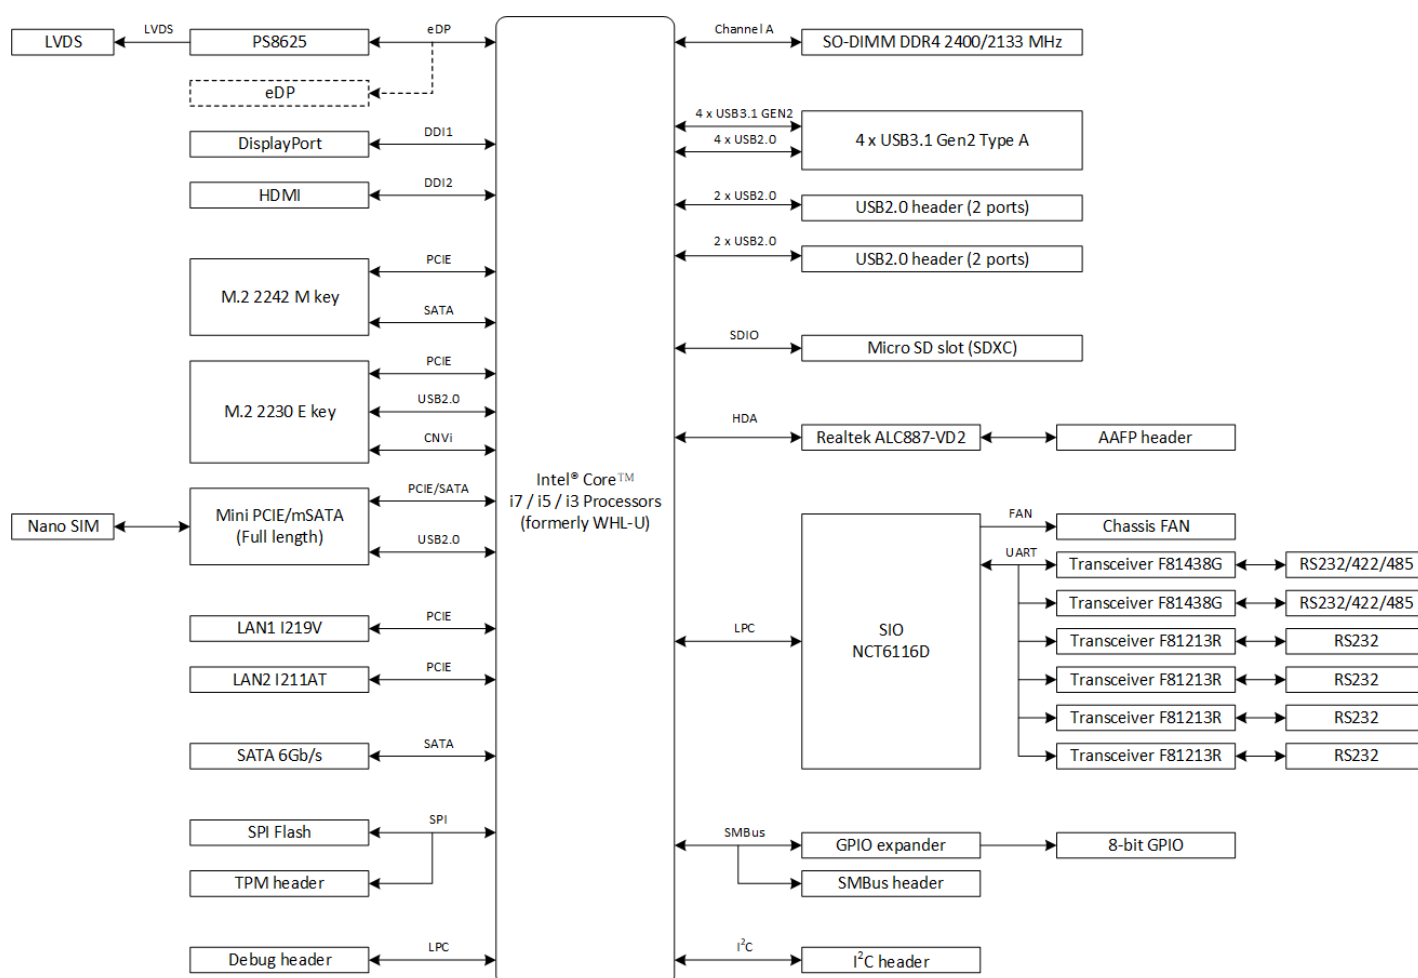 LVDS
LVDS
PS8625
eDP
eDP
DisplayPort
DDI1
HDMI
DDI2
M.2 2242 M key
PCIE
SATA
M.2 2230 E key
PCIE
USB2.0
CNVi
Nano SIM
Mini PCIE/mSATA
(Full length)
PCIE/SATA
USB2.0
LAN1 I219V
PCIE
LAN2 I211AT
PCIE
SATA 6Gb/s
SATA
SPI Flash
SPI
TPM header
Debug header
LPC
Intel® Core™
i7 / i5 / i3 Processors
(formerly WHL-U)
Channel A
SO-DIMM DDR4 2400/2133 MHz
4 x USB3.1 GEN2
4 x USB2.0
4 x USB3.1 Gen2 Type A
2 x USB2.0
USB2.0 header (2 ports)
2 x USB2.0
USB2.0 header (2 ports)
SDIO
Micro SD slot (SDXC)
HDA
Realtek ALC887-VD2
AAFP header
LPC
SIO
NCT6116D
FAN
Chassis FAN
UART
Transceiver F81438G
RS232/422/485
Transceiver F81438G
RS232/422/485
Transceiver F81213R
RS232
Transceiver F81213R
RS232
Transceiver F81213R
RS232
Transceiver F81213R
RS232
SMBus
GPIO expander
8-bit GPIO
SMBus header
I²C
I²C header